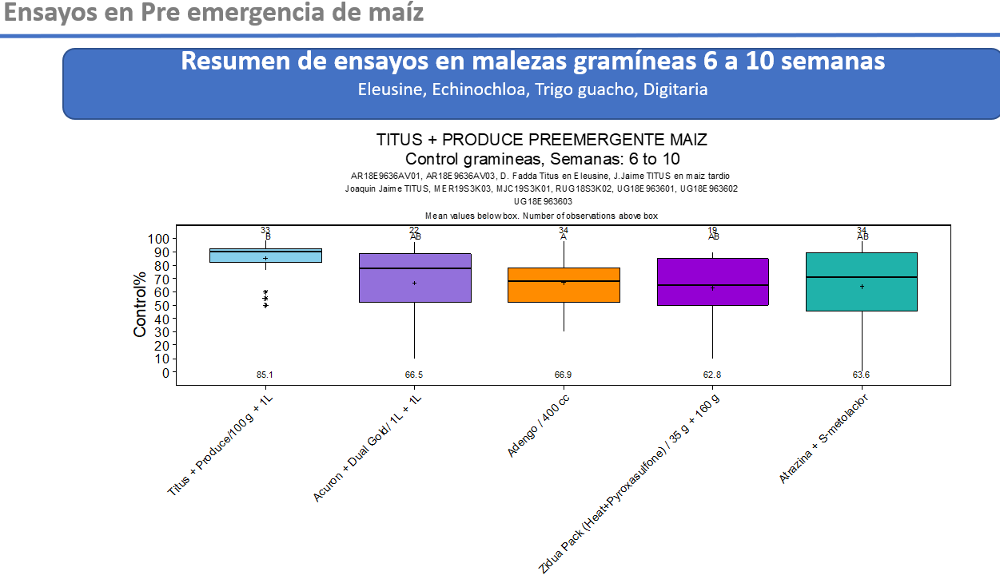 Ensayos en Pre emergencia de maíz
Resumen de ensayos en malezas gramíneas 6 a 10 semanas
Eleusine, Echinochloa, Trigo guacho, Digitaria
TITUS + PRODUCE PREEMERGENTE MAIZ
Control gramineas, Semanas: 6 to 10
AR18E9636AV01, AR18E9636AV03, D. Fadda Titus en Eleusine, J.Jaime TITUS en maiz tardio
Joaquin Jaime TITUS, MER19S3K03, MJC19S3K01, RUG18S3K02, UG18E963601, UG18E963602
UG18E963603
Mean values below box. Number of observations above box
33 22 34 19 34
B AB A AB AB
100
90
80
70
60
50
40
30
20
10
0
Control%
85.1 66.5 66.9 62.8 63.6
Titus + Produce/100 g + 1L
Acuron + Dual Gold/ 1L + 1L
Adengo / 400 cc
Zidua Pack (Heat+Pyroxasulfone) / 35 g + 160 g
Atrazina + S-metolaclor